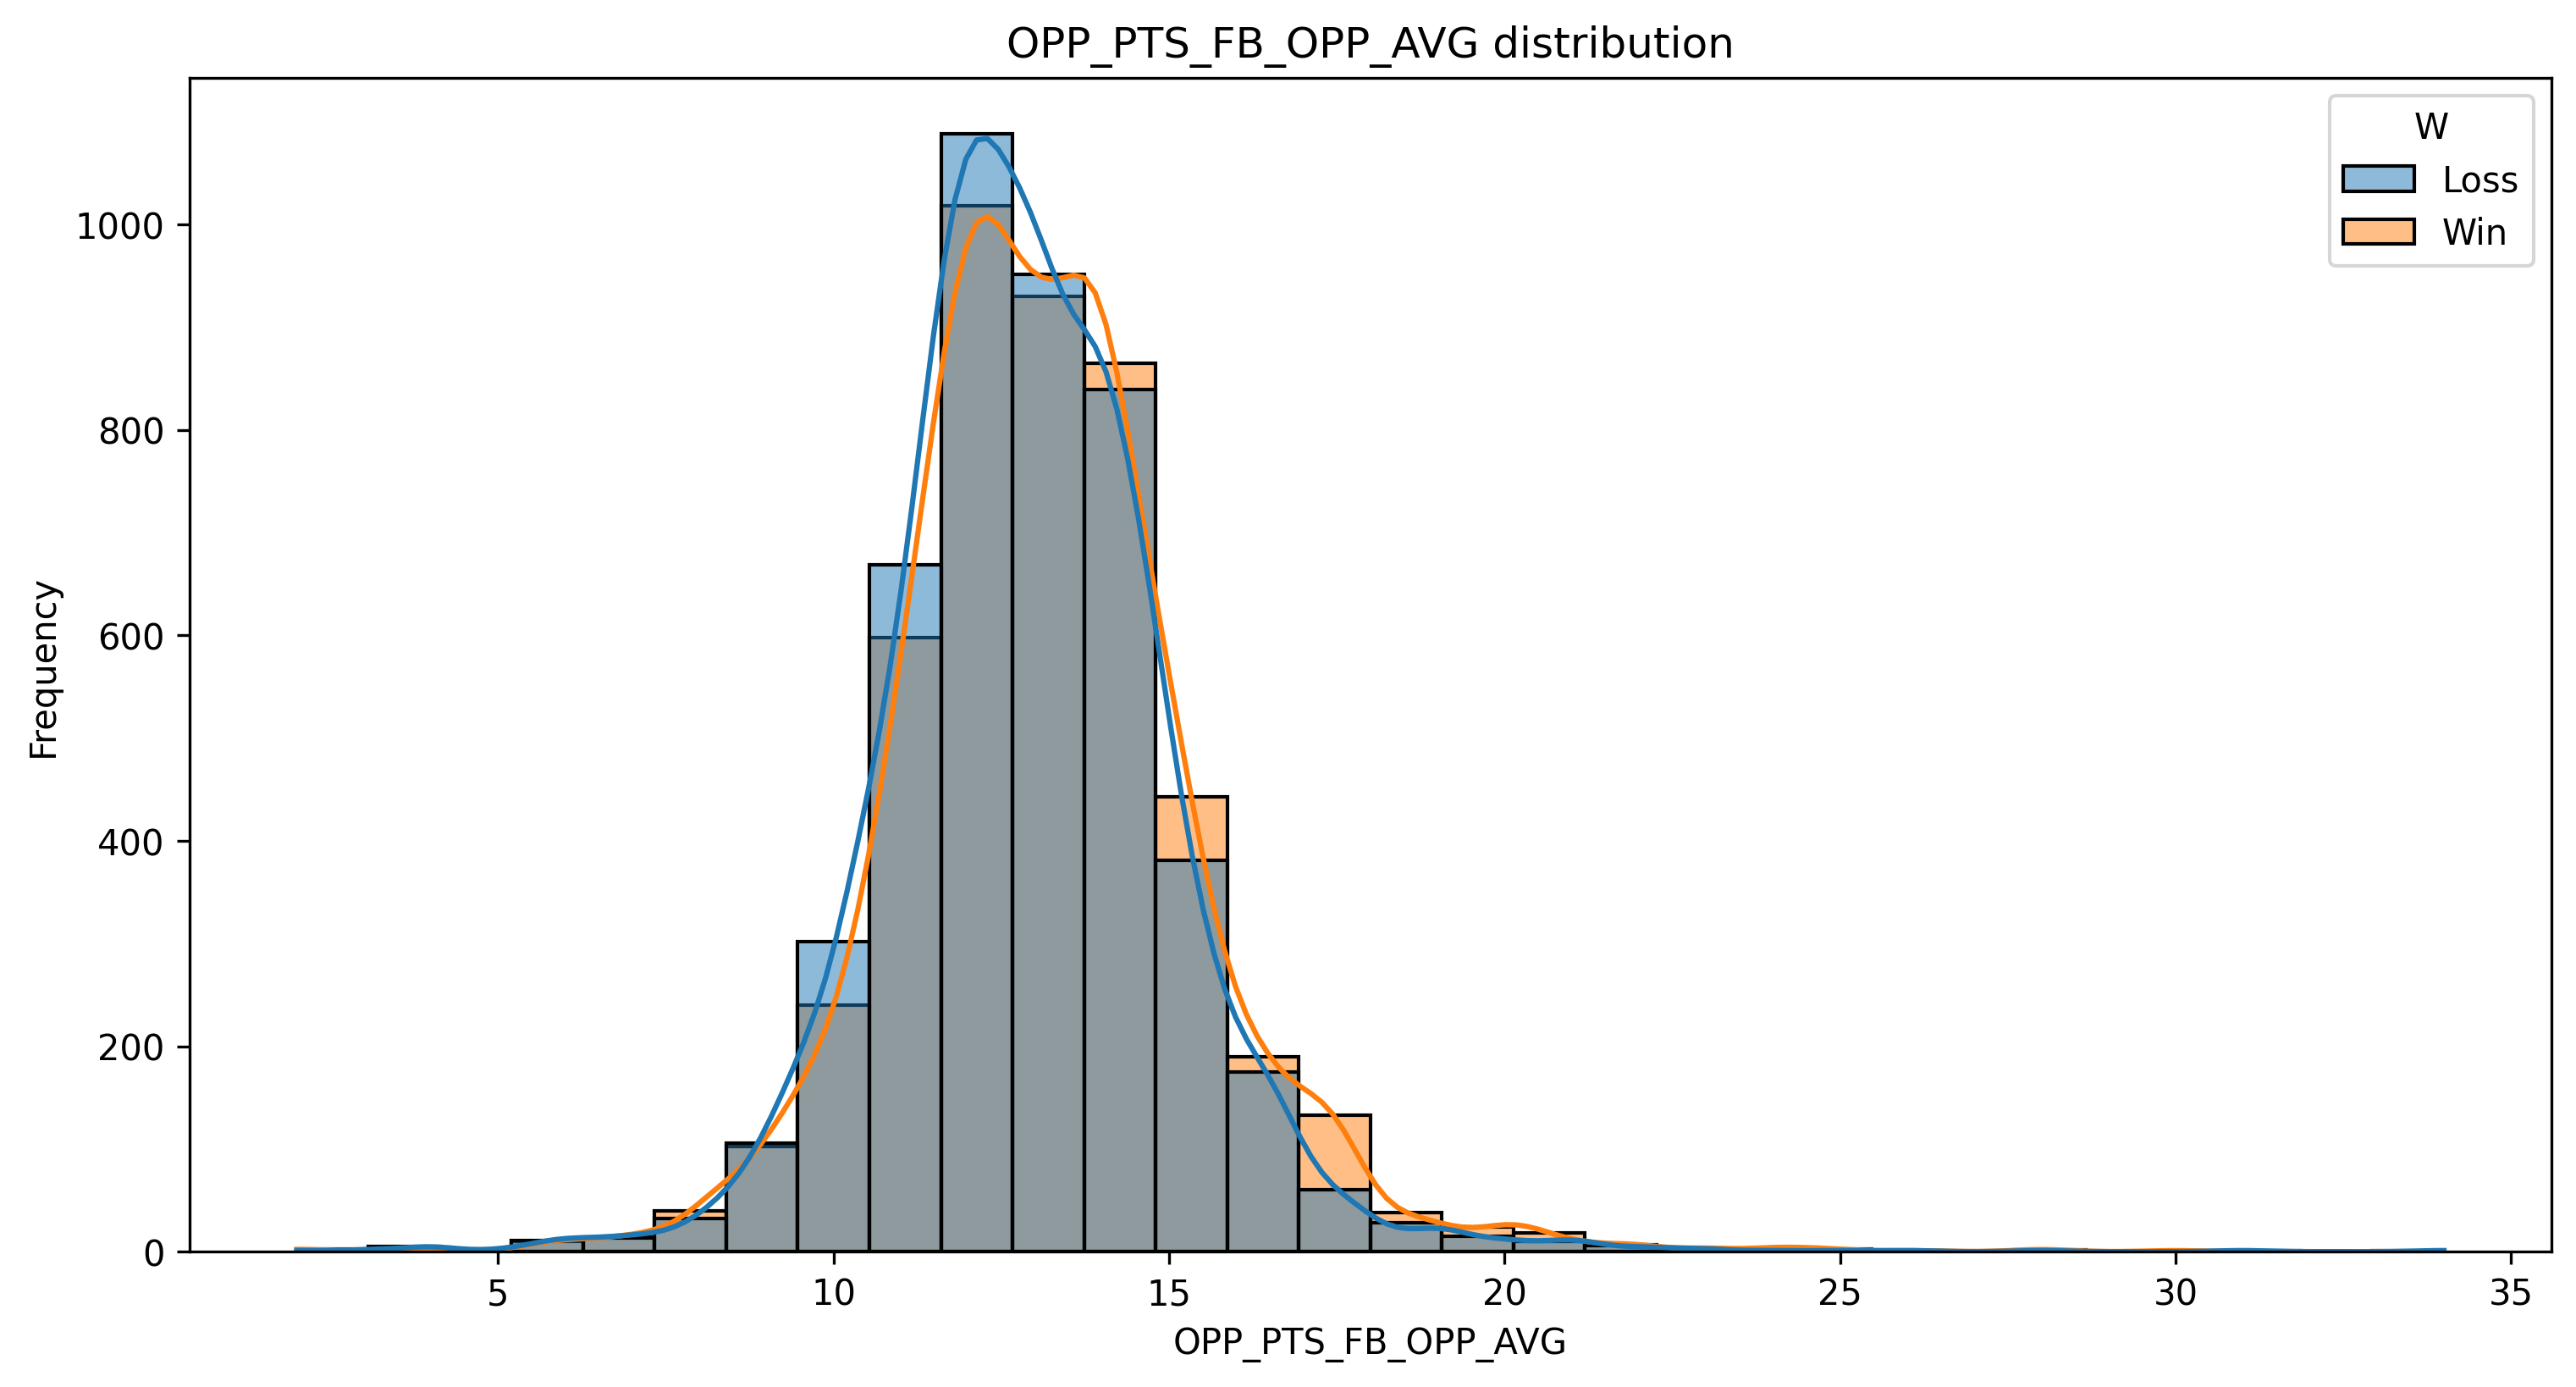 OPP_PTS_FB_OPP_AVG distribution
W
Loss
Win
Frequency
1000
800
600
400
200
0
5 10 15 20 25 30 35
OPP_PTS_FB_OPP_AVG